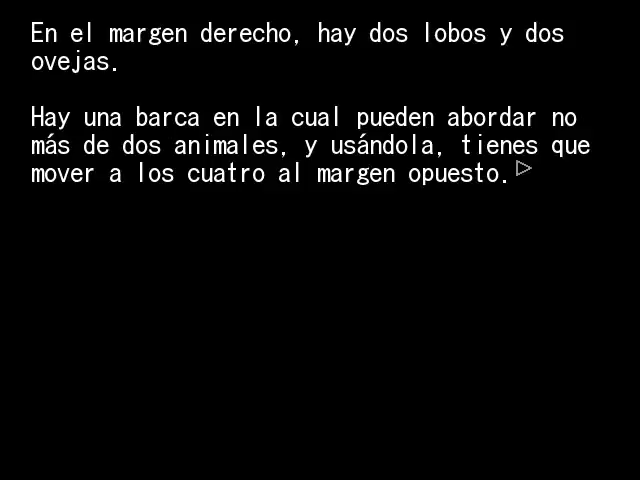 En el margen derecho, hay dos lobos y dos
ovejas.
Hay una barca en la cual pueden abordar no
más de dos animales, y usándola, tienes que
mover a los cuatro al margen opuesto.